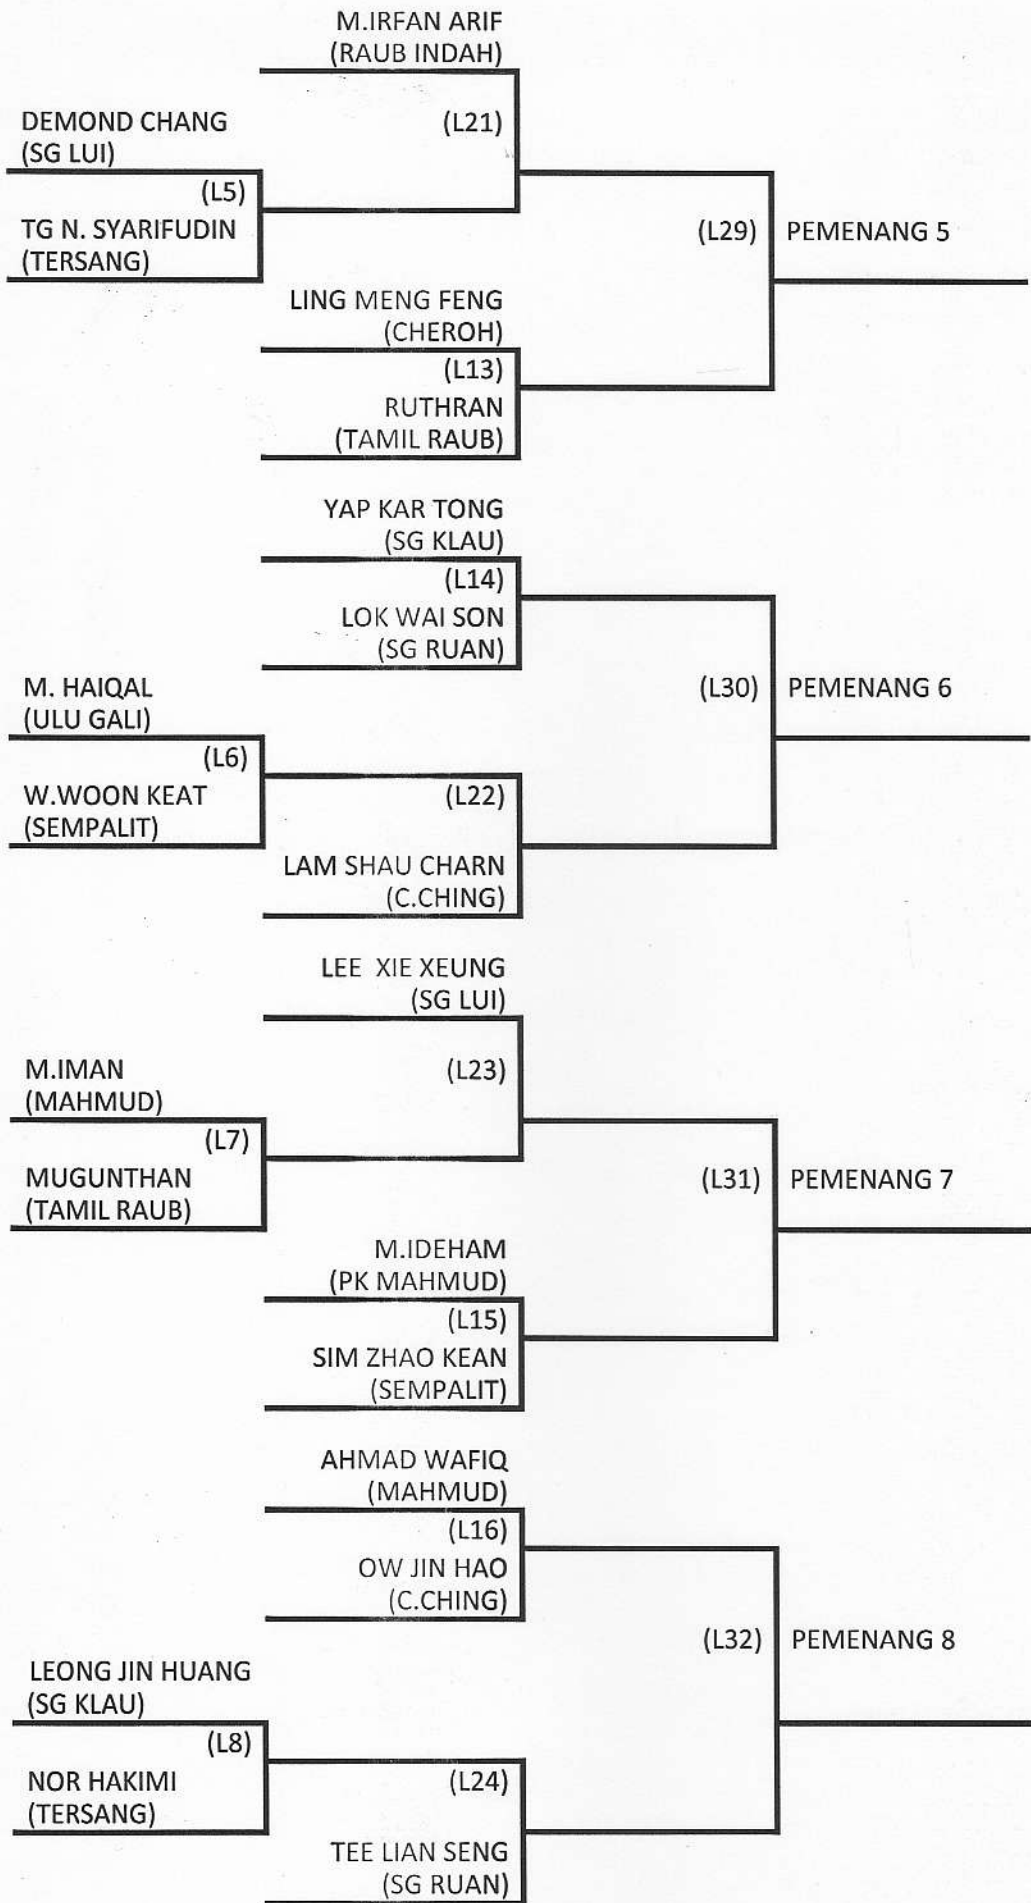 M.IRFAN ARIF
(RAUB INDAH)
(L21)
DEMOND CHANG
(SG LUI)
(L5)
TG N. SYARIFUDIN
(TERSANG)
(L29)
PEMENANG 5
LING MENG FENG
(CHEROH)
(L13)
RUTHRAN
(TAMIL RAUB)
YAP KAR TONG
(SG KLAU)
(L14)
LOK WAI SON
(SG RUAN)
M. HAIQAL
(ULU GALI)
(L6)
W.WOON KEAT
(SEMPALIT)
(L30)
PEMENANG 6
(L22)
LAM SHAU CHARN
(C.CHING)
LEE XIE XEUNG
(SG LUI)
(L23)
M.IMAN
(MAHMUD)
(L7)
MUGUNTHAN
(TAMIL RAUB)
(L31)
PEMENANG 7
M.IDEHAM
(PK MAHMUD)
(L15)
SIM ZHAO KEAN
(SEMPALIT)
AHMAD WAFIQ
(MAHMUD)
(L16)
OW JIN HAO
(C.CHING)
(L32)
PEMENANG 8
LEONG JIN HUANG
(SG KLAU)
(L8)
NOR HAKIMI
(TERSANG)
(L24)
TEE LIAN SENG
(SG RUAN)